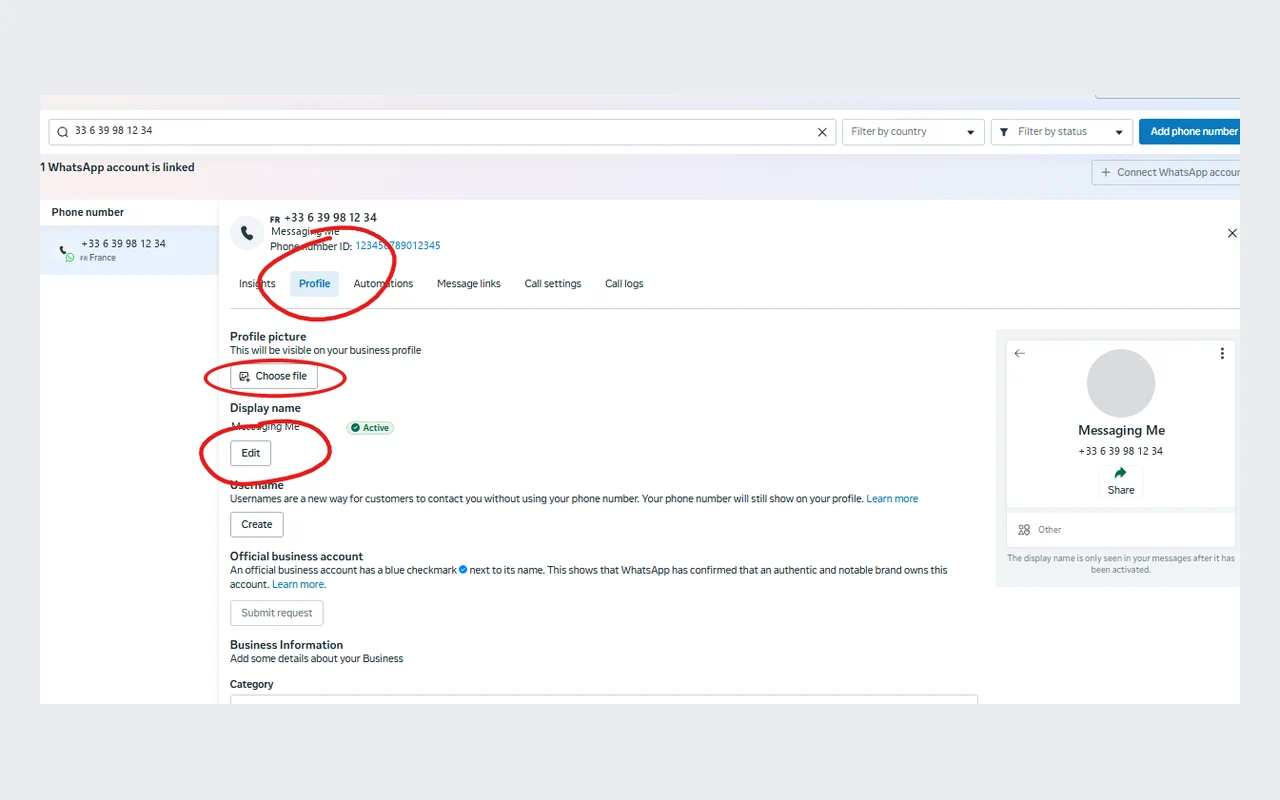 33 6 39 98 12 34
Filter by country
Filter by status
Add phone number
1 WhatsApp account is linked
Connect WhatsApp accour
Phone number
+33 6 39 98 12 34
FR France
FR +33 6 39 98 12 34
Messaging Me
Phone number ID: 123456789012345
Insights
Profile
Automations
Message links
Call settings
Call logs
Profile picture
This will be visible on your business profile
Choose file
Display name
Messaging Me
Active
Edit
Username
Usernames are a new way for customers to contact you without using your phone number. Your phone number will still show on your profile. Learn more
Create
Official business account
An official business account has a blue checkmark next to its name. This shows that WhatsApp has confirmed that an authentic and notable brand owns this
account. Learn more.
Submit request
Business Information
Add some details about your Business
Category
Messaging Me
+33 6 39 98 12 34
Share
Other
The display name is only seen in your messages after it has
been activated.